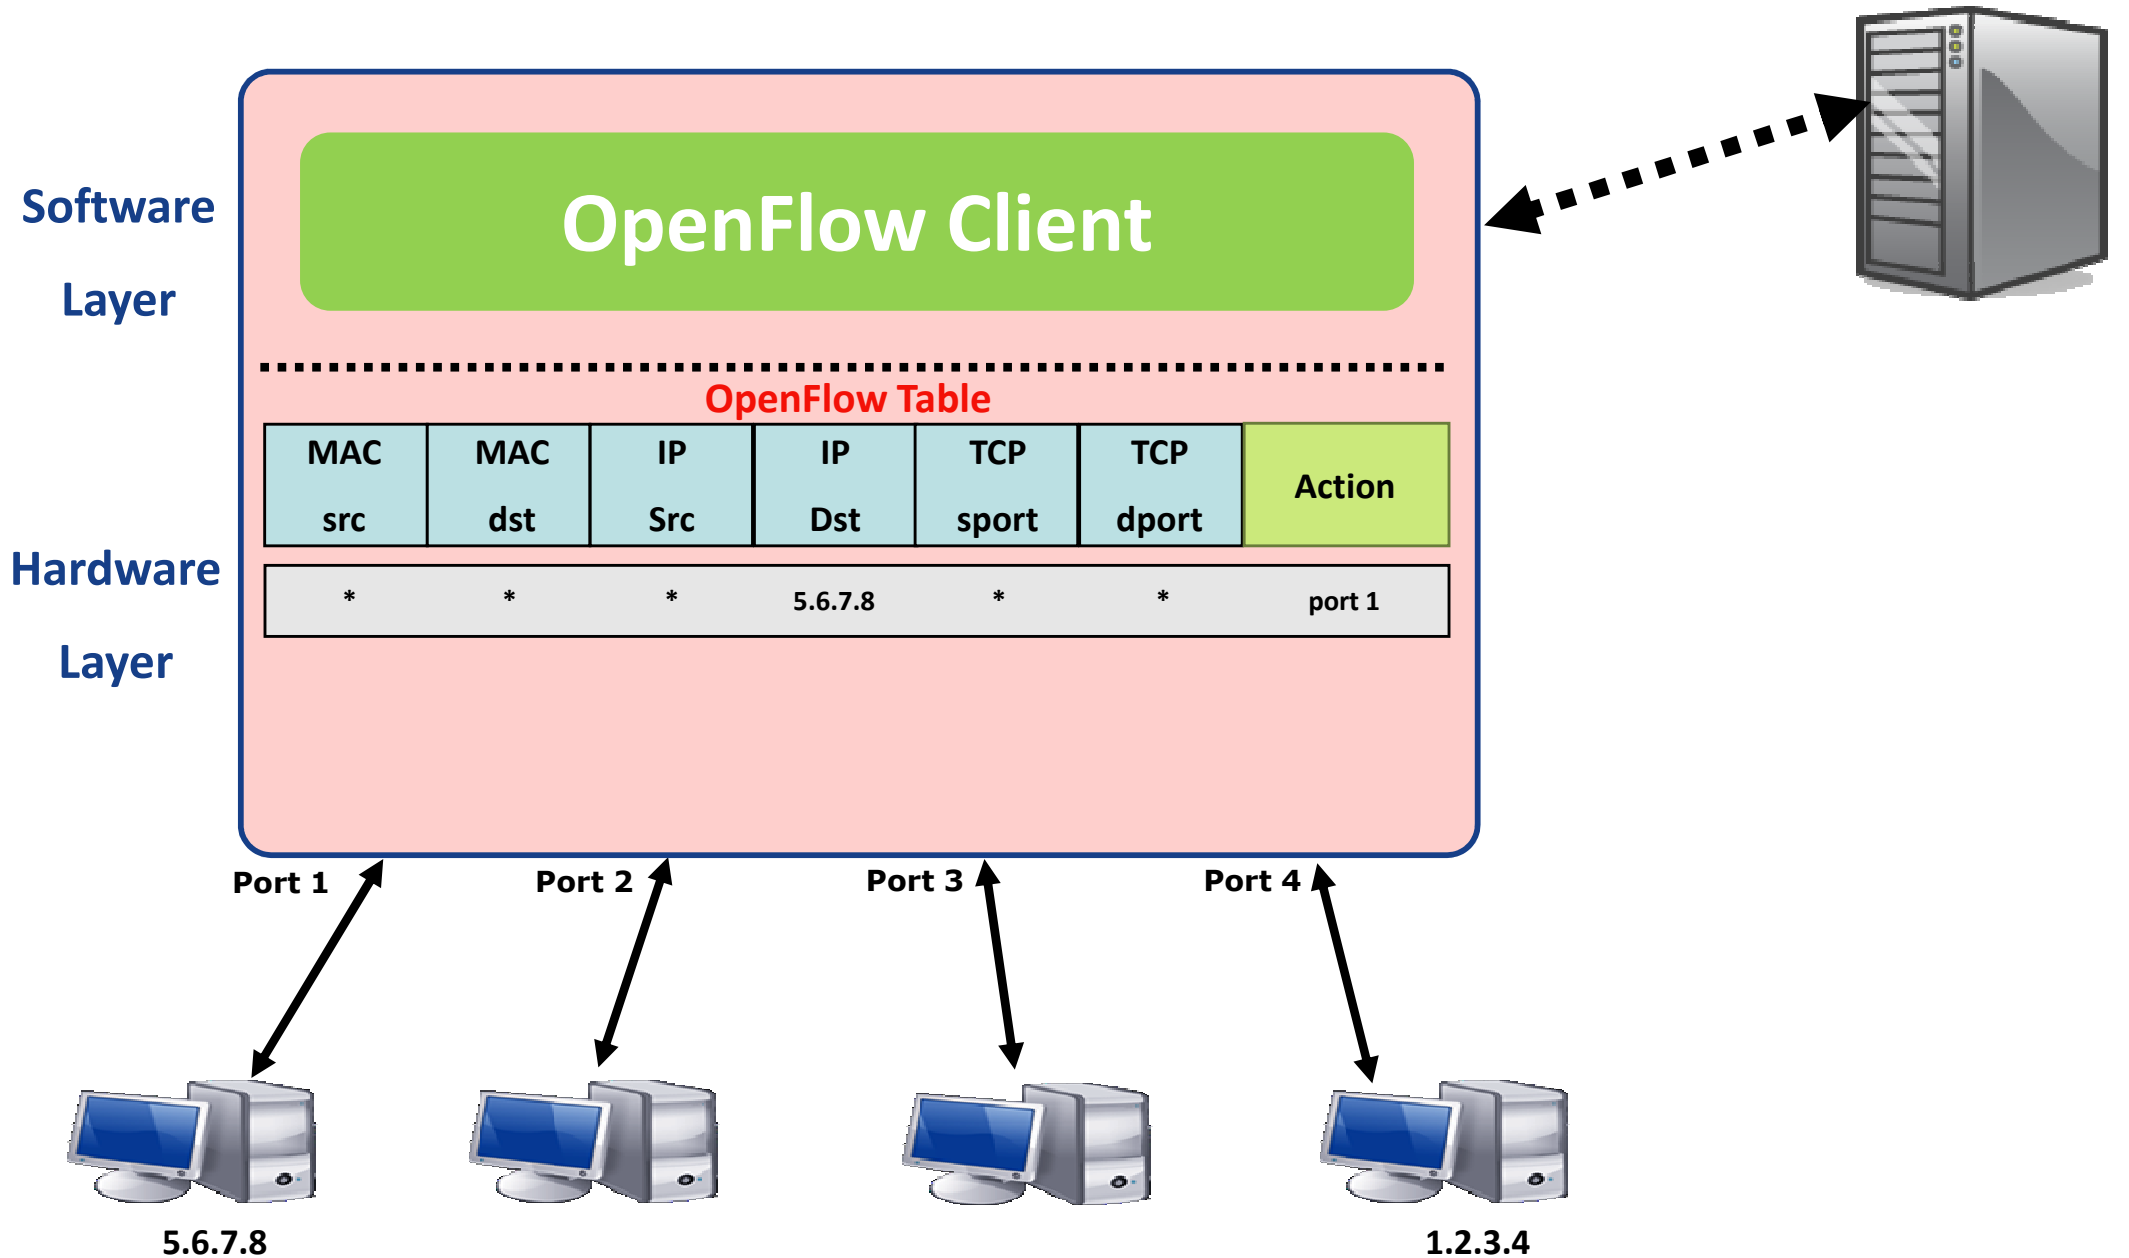 Software
Layer
OpenFlow Client
OpenFlow Table
MAC src
MAC dst
IP Src
IP Dst
TCP sport
TCP dport
Action
Hardware
Layer
* * * 5.6.7.8 * * port 1
Port 1
Port 2
Port 3
Port 4
5.6.7.8
1.2.3.4